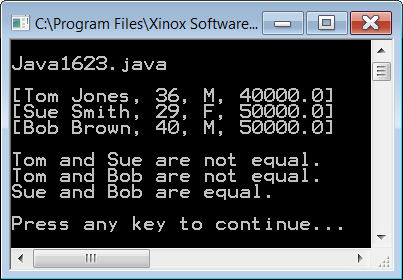 C:\Program Files\Xinox Software...
Java1623.java
[Tom Jones, 36, M, 40000.0]
[Sue Smith, 29, F, 50000.0]
[Bob Brown, 40, M, 50000.0]
Tom and Sue are not equal.
Tom and Bob are not equal.
Sue and Bob are equal.
Press any key to continue...